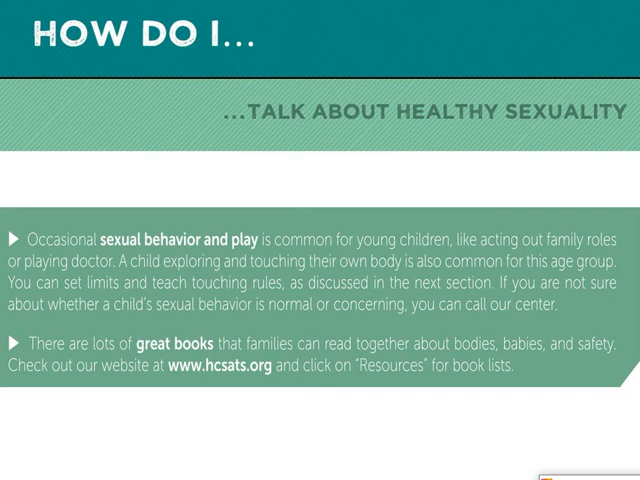 HOW DO I...
...TALK ABOUT HEALTHY SEXUALITY
▶ Occasional sexual behavior and play is common for young children, like acting out family roles
or playing doctor. A child exploring and touching their own body is also common for this age group.
You can set limits and teach touching rules, as discussed in the next section. If you are not sure
about whether a child's sexual behavior is normal or concerning, you can call our center.
▶ There are lots of great books that families can read together about bodies, babies, and safety.
Check out our website at www.hcsats.org and click on “Resources” for book lists.